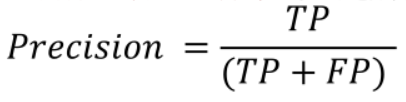 Precision = TP / (TP + FP)